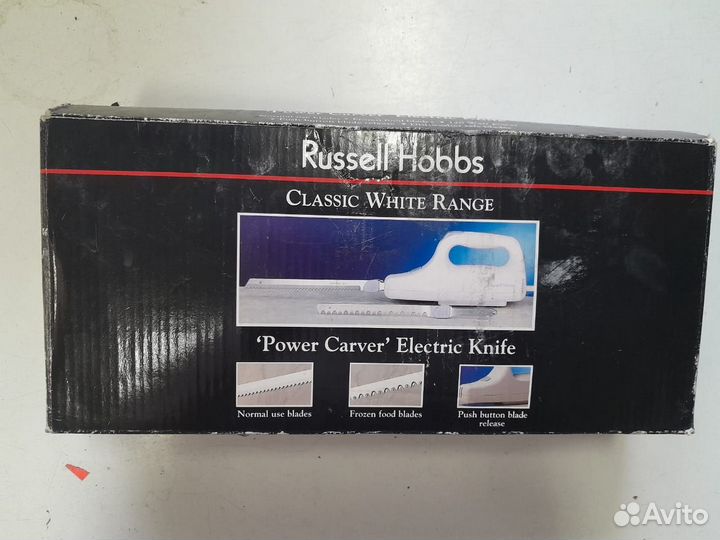 Russell Hobbs
CLASSIC WHITE RANGE
'Power Carver' Electric Knife
Normal use blades
Frozen food blades
Push button blade
release
Avito